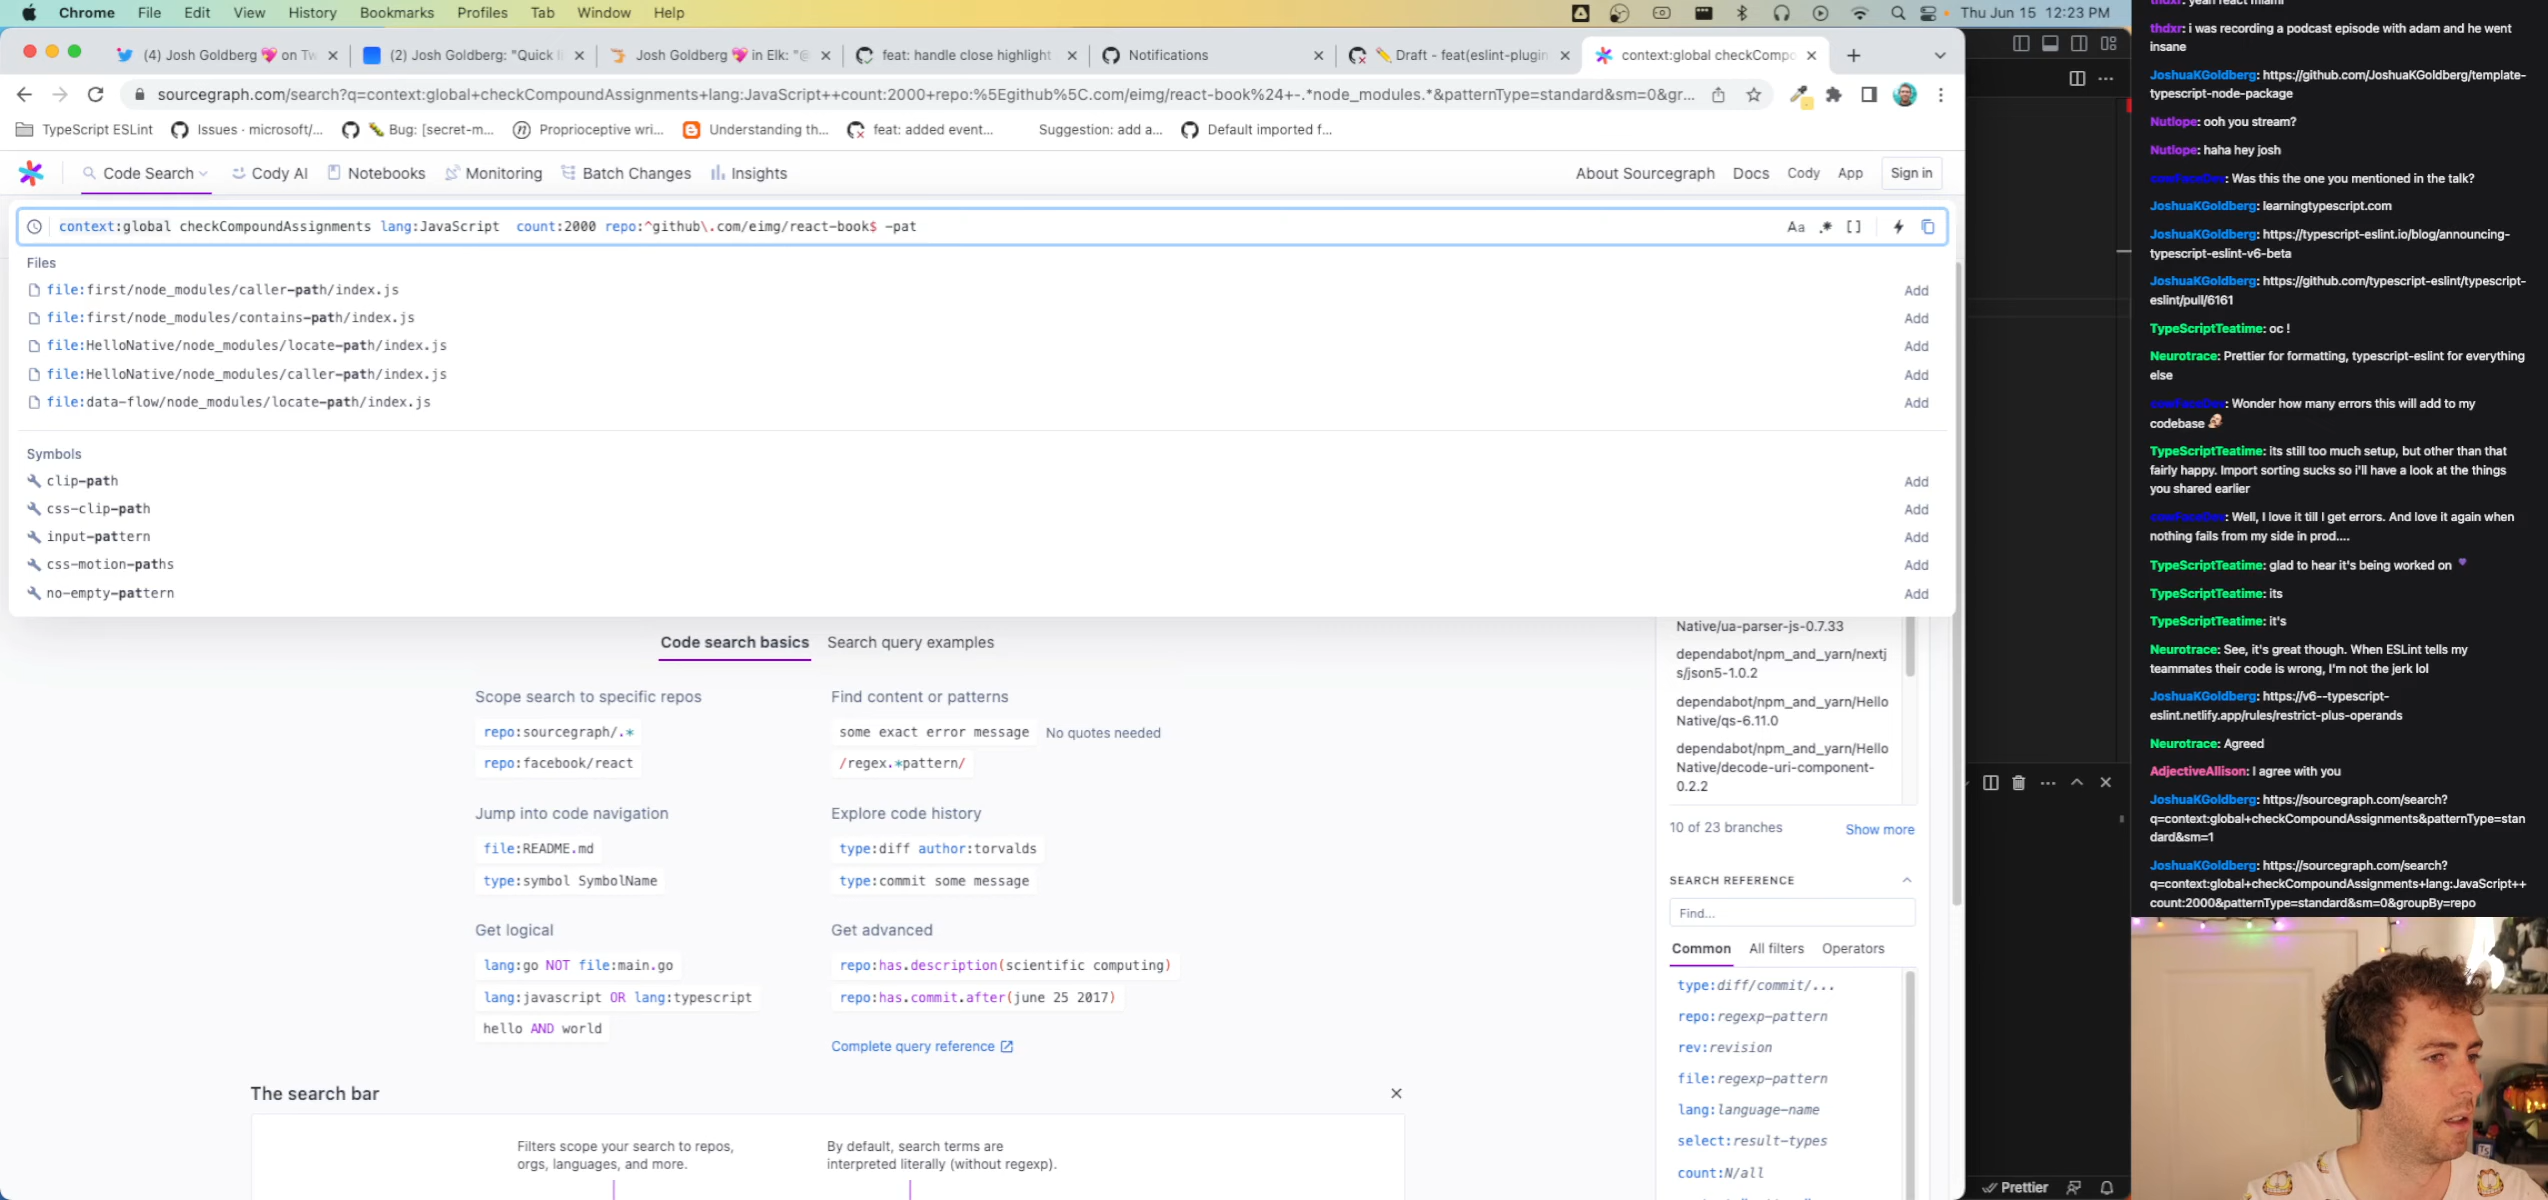 Chrome File Edit View History Bookmarks Profiles Tab Window Help
Thu Jun 15 12:23 PM
(4) Josh Goldberg 💖 on Tw
(2) Josh Goldberg: "Quick li
Josh Goldberg 💖 in Elk: "@
feat: handle close highlight
Notifications
✏️ Draft - feat(eslint-plugin
context:global checkCompo
sourcegraph.com/search?q=context:global+checkCompoundAssignments+lang:JavaScript++count:2000+repo:%5Egithub%5C.com/eimg/react-book%24+-.*node_modules.*&patternType=standard&sm=0&gr...
TypeScript ESLint
Issues · microsoft/...
🐛 Bug: [secret-m...
Proprioceptive wri...
Understanding th...
feat: added event...
Suggestion: add a...
Default imported f...
Code Search
Cody AI
Notebooks
Monitoring
Batch Changes
Insights
About Sourcegraph
Docs
Cody
App
Sign in
context:global checkCompoundAssignments lang:JavaScript  count:2000 repo:^github\.com/eimg/react-book$ -pat
Aa .* []
Files
file:first/node_modules/caller-path/index.js Add
file:first/node_modules/contains-path/index.js Add
file:HelloNative/node_modules/locate-path/index.js Add
file:HelloNative/node_modules/caller-path/index.js Add
file:data-flow/node_modules/locate-path/index.js Add
Symbols
clip-path Add
css-clip-path Add
input-pattern Add
css-motion-paths Add
no-empty-pattern Add
Code search basics
Search query examples
Scope search to specific repos
repo:sourcegraph/.*
repo:facebook/react
Jump into code navigation
file:README.md
type:symbol SymbolName
Get logical
lang:go NOT file:main.go
lang:javascript OR lang:typescript
hello AND world
Find content or patterns
some exact error message No quotes needed
/regex.*pattern/
Explore code history
type:diff author:torvalds
type:commit some message
Get advanced
repo:has.description(scientific computing)
repo:has.commit.after(june 25 2017)
Complete query reference
The search bar
Filters scope your search to repos,
orgs, languages, and more.
By default, search terms are
interpreted literally (without regexp).
Native/ua-parser-js-0.7.33
dependabot/npm_and_yarn/nextj
s/json5-1.0.2
dependabot/npm_and_yarn/Hello
Native/qs-6.11.0
dependabot/npm_and_yarn/Hello
Native/decode-uri-component-
0.2.2
10 of 23 branches
Show more
SEARCH REFERENCE
Find...
Common All filters Operators
type:diff/commit/...
repo:regexp-pattern
rev:revision
file:regexp-pattern
lang:language-name
select:result-types
count:N/all
Prettier
thdxr: yeah react miami
thdxr: i was recording a podcast episode with adam and he went
insane
JoshuaKGoldberg: https://github.com/JoshuaKGoldberg/template-
typescript-node-package
Nutlope: ooh you stream?
Nutlope: haha hey josh
cowFaceDev: Was this the one you mentioned in the talk?
JoshuaKGoldberg: learningtypescript.com
JoshuaKGoldberg: https://typescript-eslint.io/blog/announcing-
typescript-eslint-v6-beta
JoshuaKGoldberg: https://github.com/typescript-eslint/typescript-
eslint/pull/6161
TypeScriptTeatime: oc !
Neurotrace: Prettier for formatting, typescript-eslint for everything
else
cowFaceDev: Wonder how many errors this will add to my
codebase
TypeScriptTeatime: its still too much setup, but other than that
fairly happy. Import sorting sucks so i'll have a look at the things
you shared earlier
cowFaceDev: Well, I love it till I get errors. And love it again when
nothing fails from my side in prod....
TypeScriptTeatime: glad to hear it's being worked on
TypeScriptTeatime: its
TypeScriptTeatime: it's
Neurotrace: See, it's great though. When ESLint tells my
teammates their code is wrong, I'm not the jerk lol
JoshuaKGoldberg: https://v6--typescript-
eslint.netlify.app/rules/restrict-plus-operands
Neurotrace: Agreed
AdjectiveAllison: I agree with you
JoshuaKGoldberg: https://sourcegraph.com/search?
q=context:global+checkCompoundAssignments&patternType=stan
dard&sm=1
JoshuaKGoldberg: https://sourcegraph.com/search?
q=context:global+checkCompoundAssignments+lang:JavaScript++
count:2000&patternType=standard&sm=0&groupBy=repo